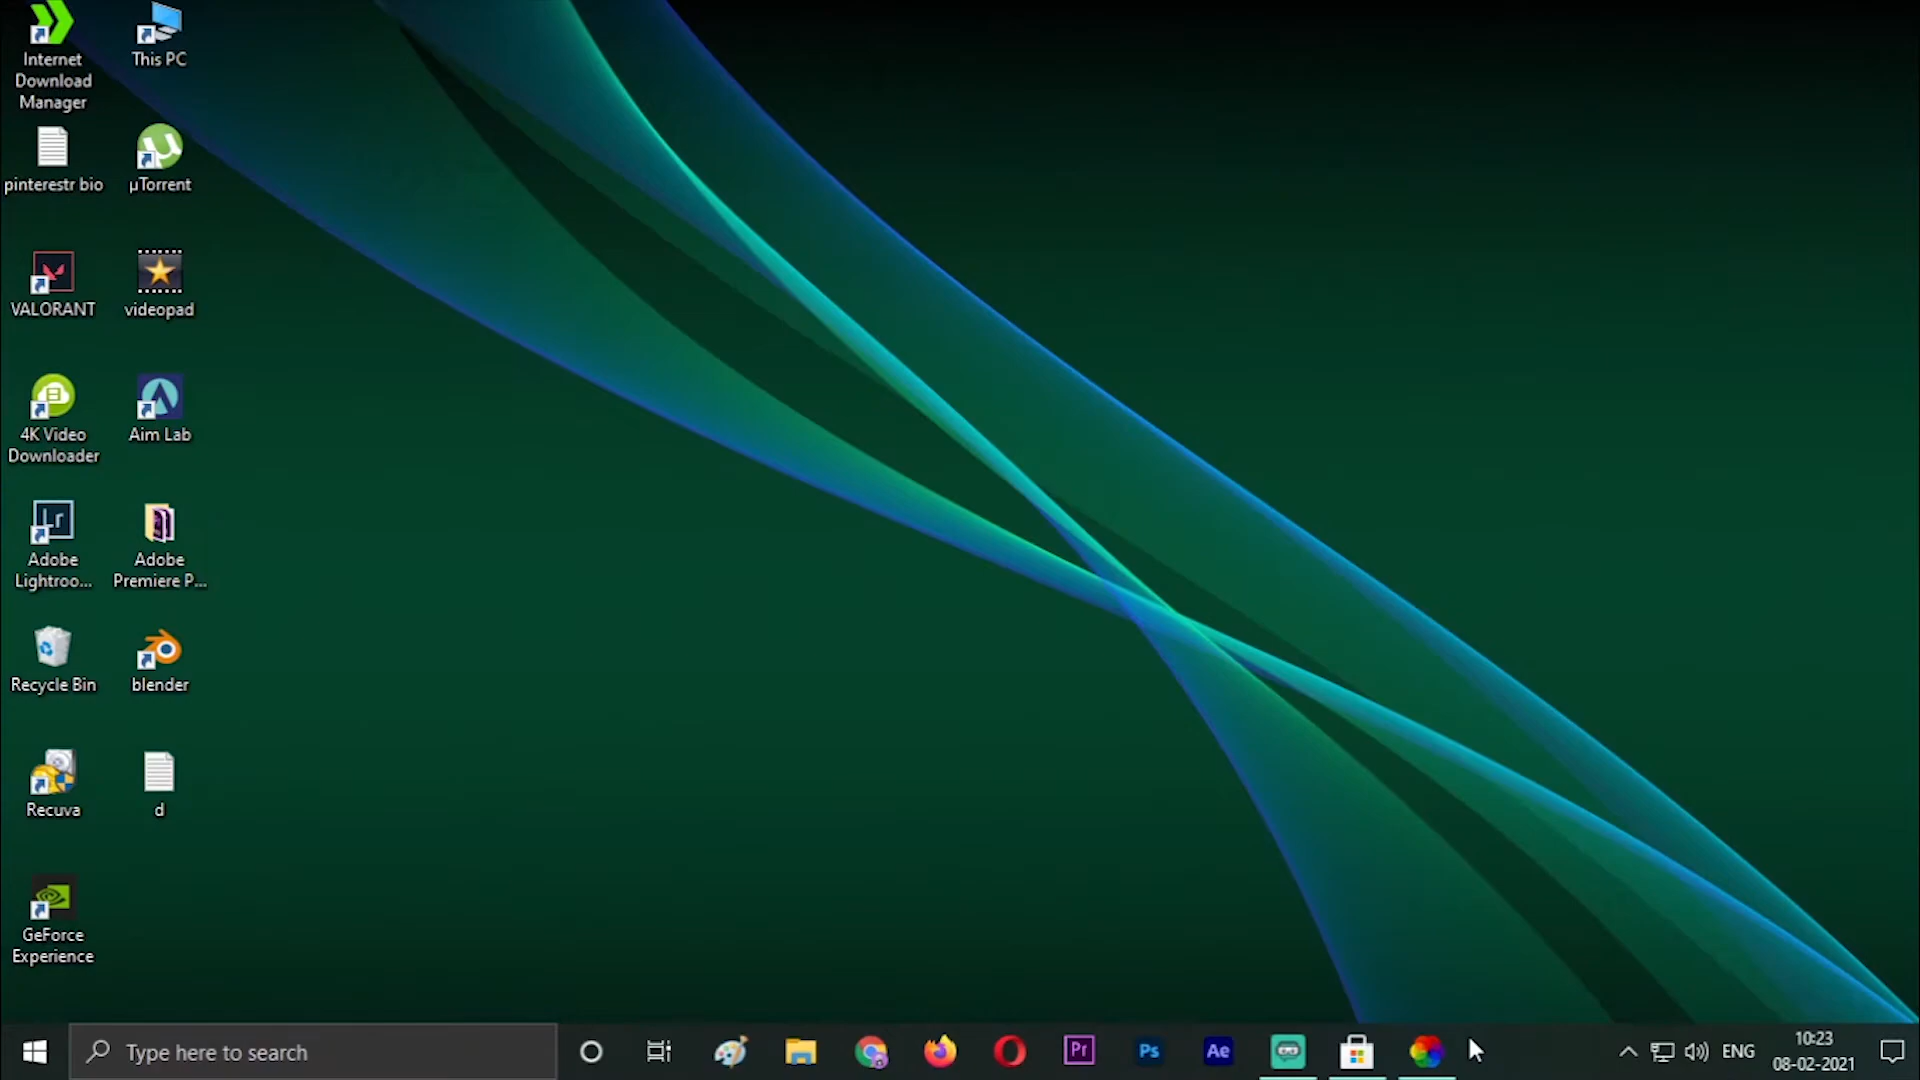 Internet
Download
Manager
This PC
pinterestr bio
µTorrent
VALORANT
videopad
4K Video
Downloader
Aim Lab
Lr
Adobe
Lightroo...
Adobe
Premiere P...
Recycle Bin
blender
Recuva
d
GeForce
Experience
Type here to search
Pr
Ps
Ae
ENG
10:23
08-02-2021